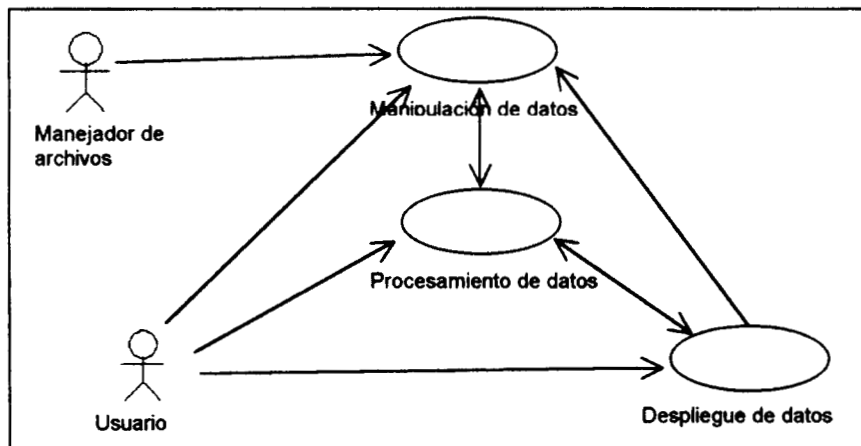 Manipulación de datos
Manejador de
archivos
Procesamiento de datos
Usuario
Despliegue de datos